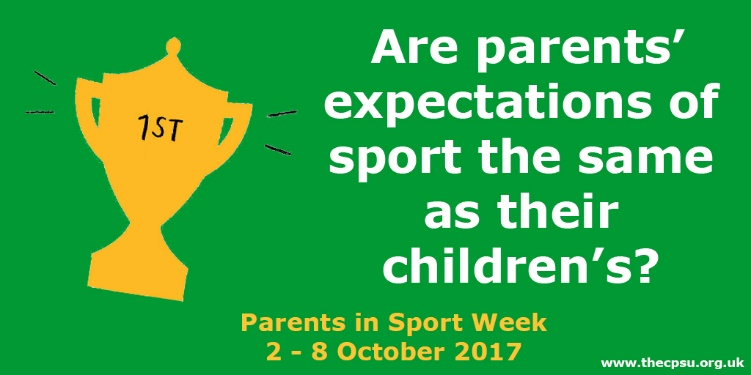 1ST
Are parents’
expectations of
sport the same
as their
children’s?
Parents in Sport Week
2 - 8 October 2017
www.thecpsu.org.uk